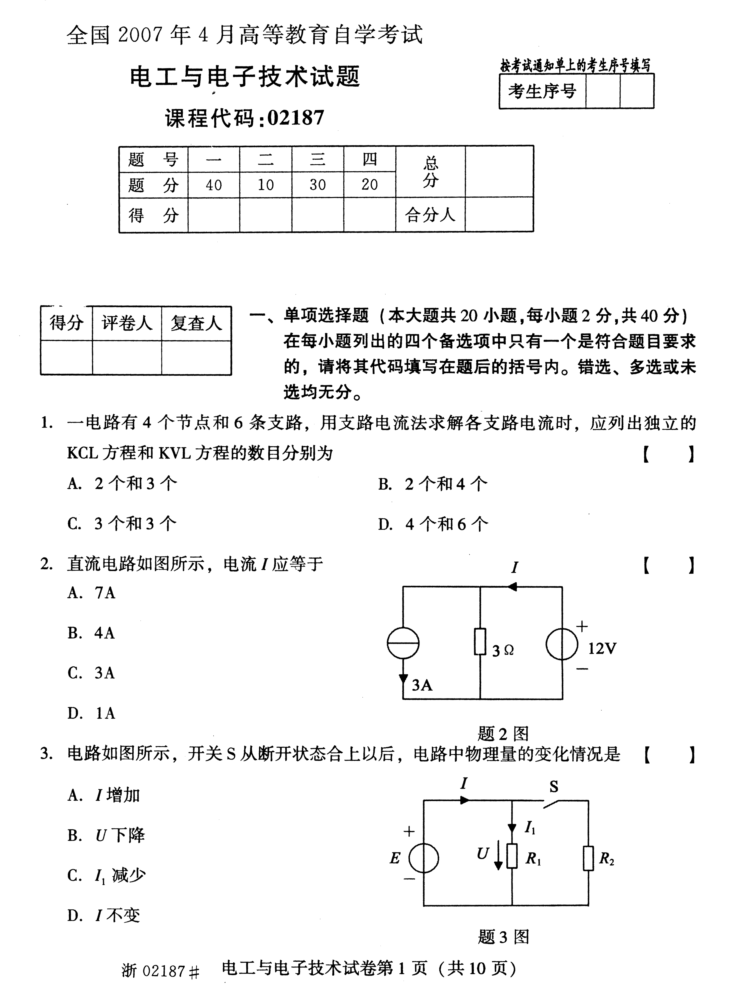 全国 2007 年 4 月高等教育自学考试
电工与电子技术试题
按考试通知单上的考生序号填写
考生序号
课程代码:02187
题 号 一 二 三 四 总分
题 分 40 10 30 20
得 分 合分人
得分 评卷人 复查人
一、单项选择题 (本大题共 20 小题,每小题 2 分,共 40 分)
在每小题列出的四个备选项中只有一个是符合题目要求
的，请将其代码填写在题后的括号内。错选、多选或未
选均无分。
1. 一电路有 4 个节点和 6 条支路，用支路电流法求解各支路电流时，应列出独立的
KCL 方程和 KVL 方程的数目分别为 【 】
A. 2 个和 3 个 B. 2 个和 4 个
C. 3 个和 3 个 D. 4 个和 6 个
2. 直流电路如图所示，电流 I 应等于 【 】
A. 7A
B. 4A
C. 3A
D. 1A
I
3Ω
+
12V
−
3A
题 2 图
3. 电路如图所示，开关 S 从断开状态合上以后，电路中物理量的变化情况是 【 】
A. I 增加
B. U 下降
C. I₁ 减少
D. I 不变
I S
+ I₁
E U R₁ R₂
−
题 3 图
浙 02187# 电工与电子技术试卷第 1 页 (共 10 页)